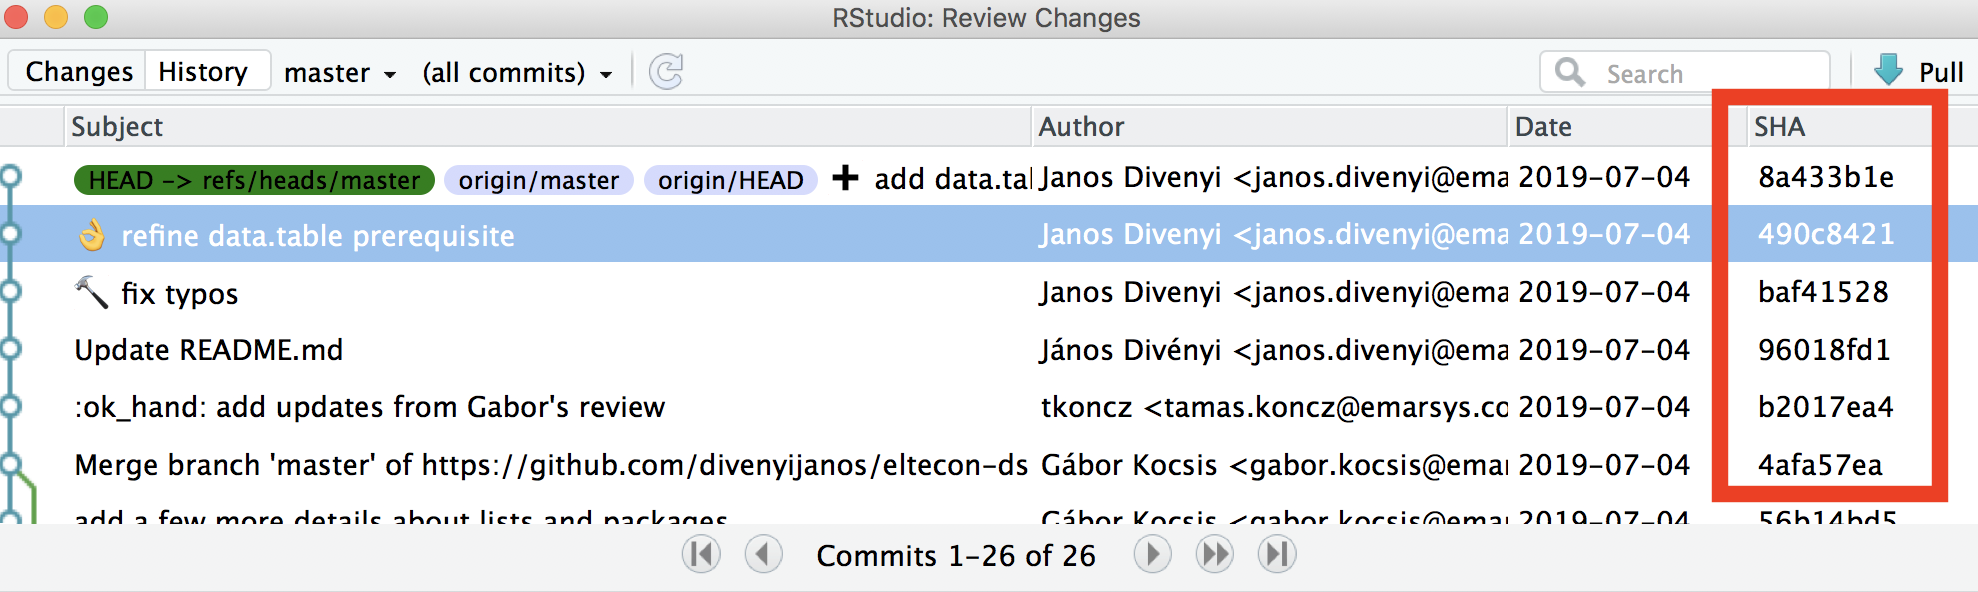 RStudio: Review Changes
Changes History master (all commits) Search Pull
Subject Author Date SHA
HEAD -> refs/heads/master origin/master origin/HEAD add Janos Divenyi <janos.divenyi@ema 2019-07-04 8a433b1e
refine data.table prerequisite Janos Divenyi <janos.divenyi@ema 2019-07-04 490c8421
fix typos Janos Divenyi <janos.divenyi@ema 2019-07-04 baf41528
Update README.md János Divényi <janos.divenyi@ema 2019-07-04 96018fd1
:ok_hand: add updates from Gabor's review tkoncz <tamas.koncz@emarsys.co 2019-07-04 b2017ea4
Merge branch 'master' of https://github.com/divenyijanos/eltecon-ds Gábor Kocsis <gabor.kocsis@emar 2019-07-04 4afa57ea
add a few more details about lists and packages Gábor Kocsis <gabor.kocsis@emar 2019-07-04 56b14bd5
Commits 1-26 of 26